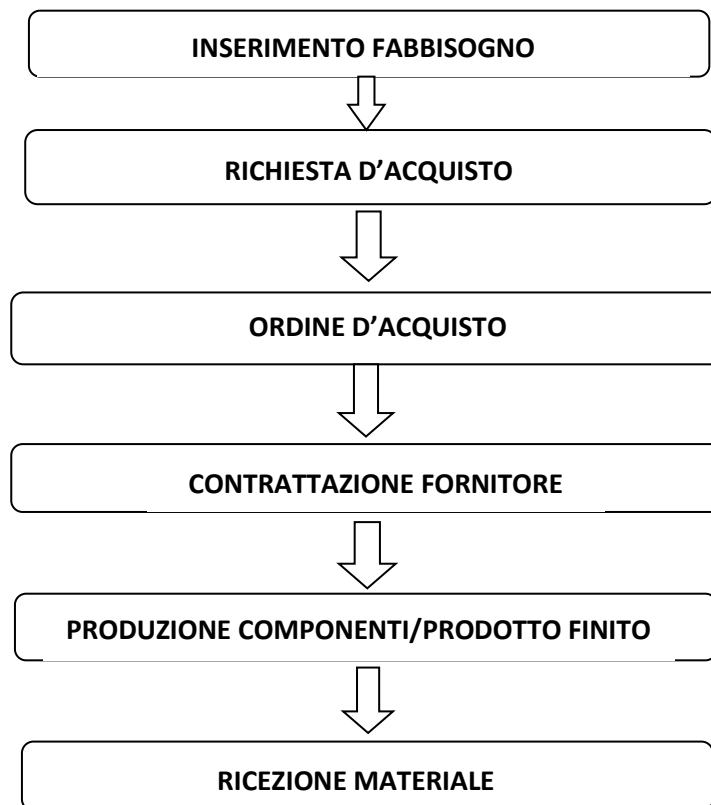 INSERIMENTO FABBISOGNO
RICHIESTA D’ACQUISTO
ORDINE D’ACQUISTO
CONTRATTAZIONE FORNITORE
PRODUZIONE COMPONENTI/PRODOTTO FINITO
RICEZIONE MATERIALE